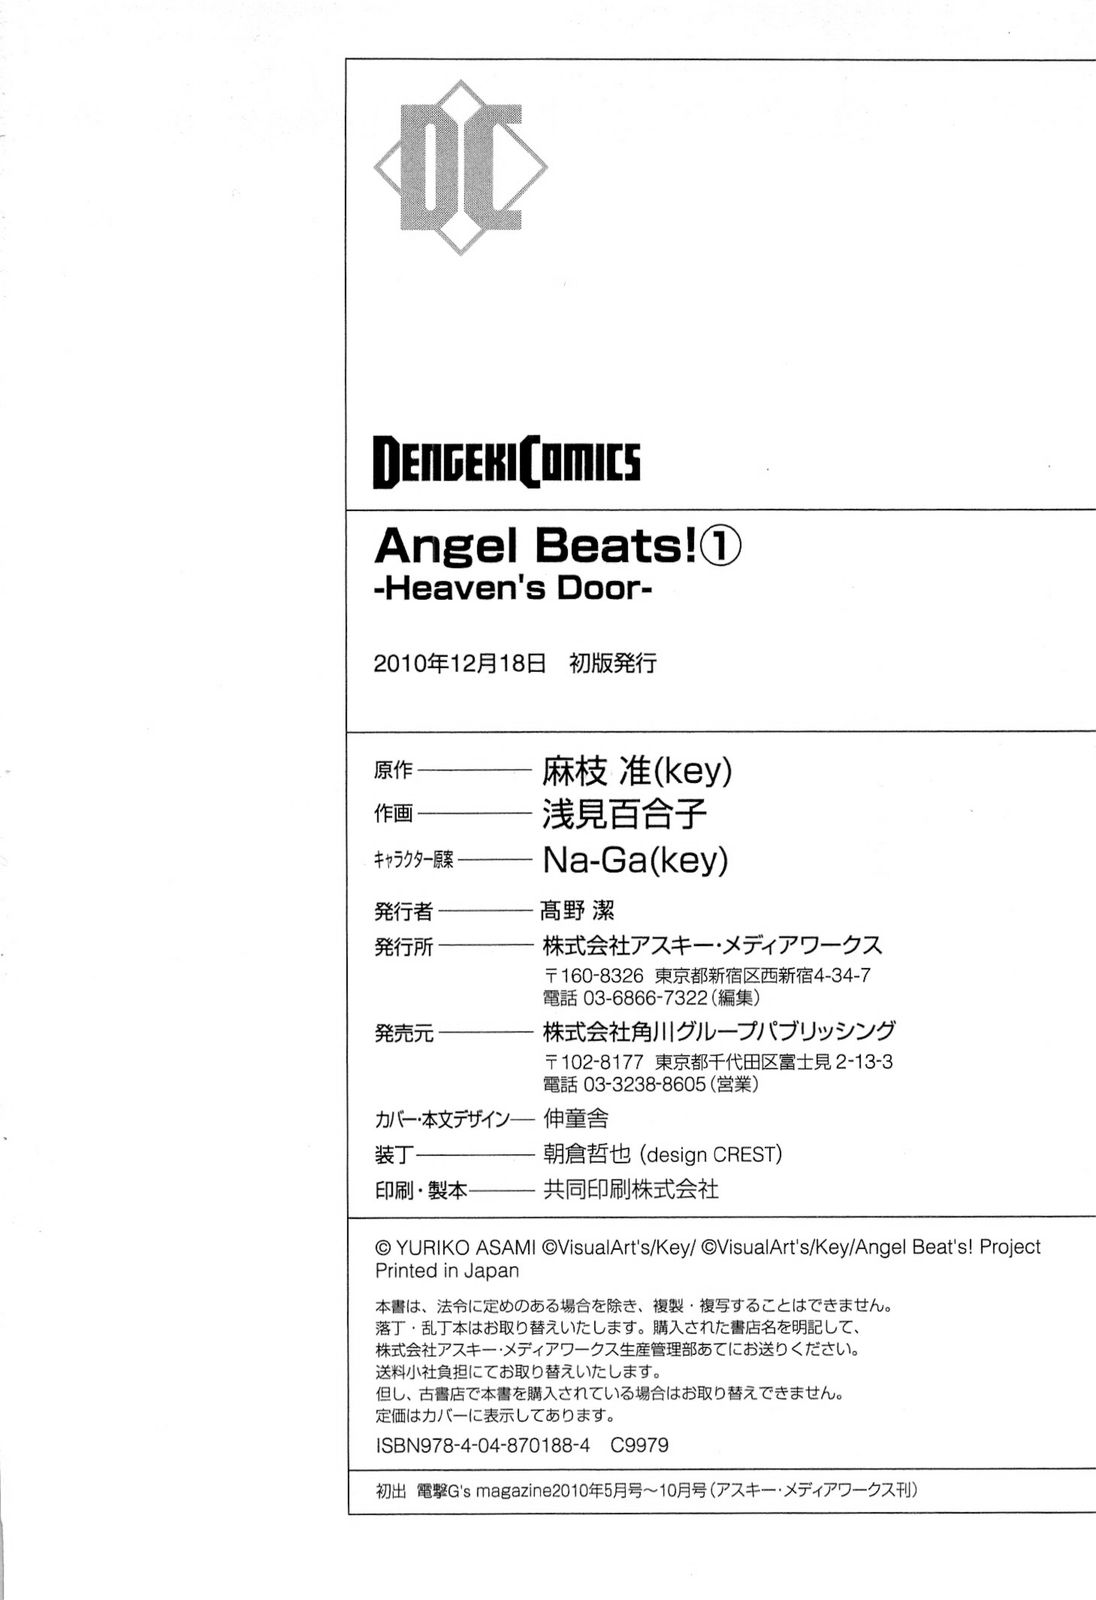 DC
DENGEKI COMICS
Angel Beats!①
-Heaven's Door-
2010年12月18日　初版発行
原作 麻枝 准(key)
作画 浅見百合子
キャラクター原案 Na-Ga(key)
発行者 髙野 潔
発行所 株式会社アスキー・メディアワークス
〒160-8326 東京都新宿区西新宿4-34-7
電話 03-6866-7322(編集)
発売元 株式会社角川グループパブリッシング
〒102-8177 東京都千代田区富士見 2-13-3
電話 03-3238-8605(営業)
カバー・本文デザイン 伸童舎
装丁 朝倉哲也 (design CREST)
印刷・製本 共同印刷株式会社
© YURIKO ASAMI ©VisualArt's/Key/ ©VisualArt's/Key/Angel Beat's! Project
Printed in Japan
本書は、法令に定めのある場合を除き、複製・複写することはできません。
落丁・乱丁本はお取り替えいたします。購入された書店名を明記して、
株式会社アスキー・メディアワークス生産管理部あてにお送りください。
送料小社負担にてお取り替えいたします。
但し、古書店で本書を購入されている場合はお取り替えできません。
定価はカバーに表示してあります。
ISBN978-4-04-870188-4　C9979
初出 電撃G's magazine2010年5月号～10月号(アスキー・メディアワークス刊)